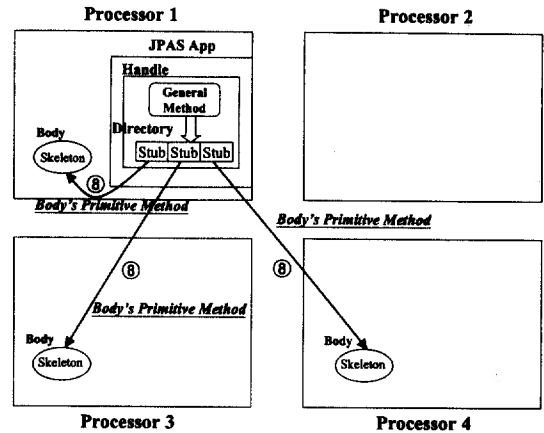 Processor 1
Processor 2
JPAS App
Handle
General
Method
Directory
Body
Skeleton
Stub Stub Stub
⑧
Body's Primitive Method
Body's Primitive Method
⑧
⑧
Body's Primitive Method
Body
Skeleton
Body
Skeleton
Processor 3
Processor 4